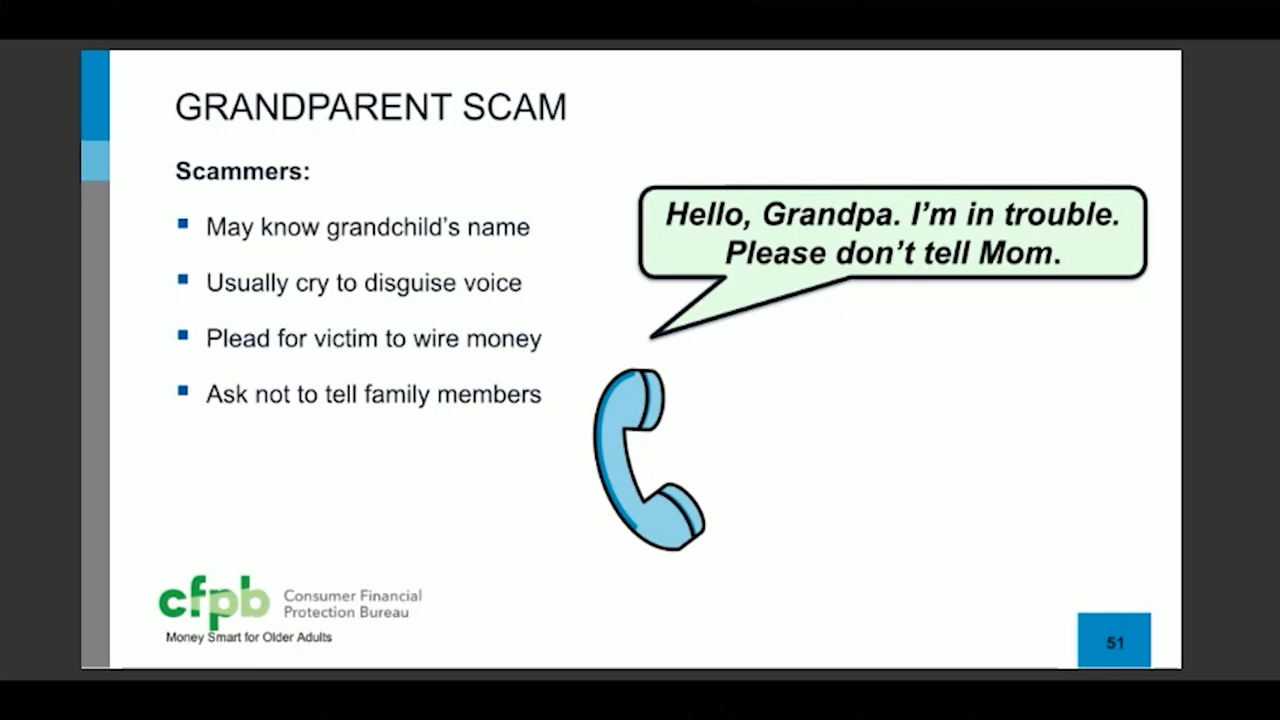 GRANDPARENT SCAM
Scammers:
May know grandchild's name
Usually cry to disguise voice
Plead for victim to wire money
Ask not to tell family members
Hello, Grandpa. I'm in trouble.
Please don't tell Mom.
cfpb
Consumer Financial
Protection Bureau
Money Smart for Older Adults
51